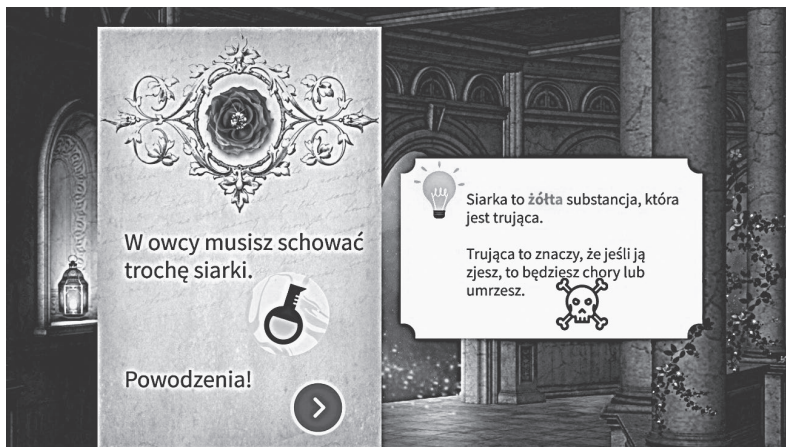 W owcy musisz schować
trochę siarki.
Powodzenia!
Siarka to żółta substancja, która
jest trująca.
Trująca to znaczy, że jeśli ją
zjesz, to będziesz chory lub
umrzesz.